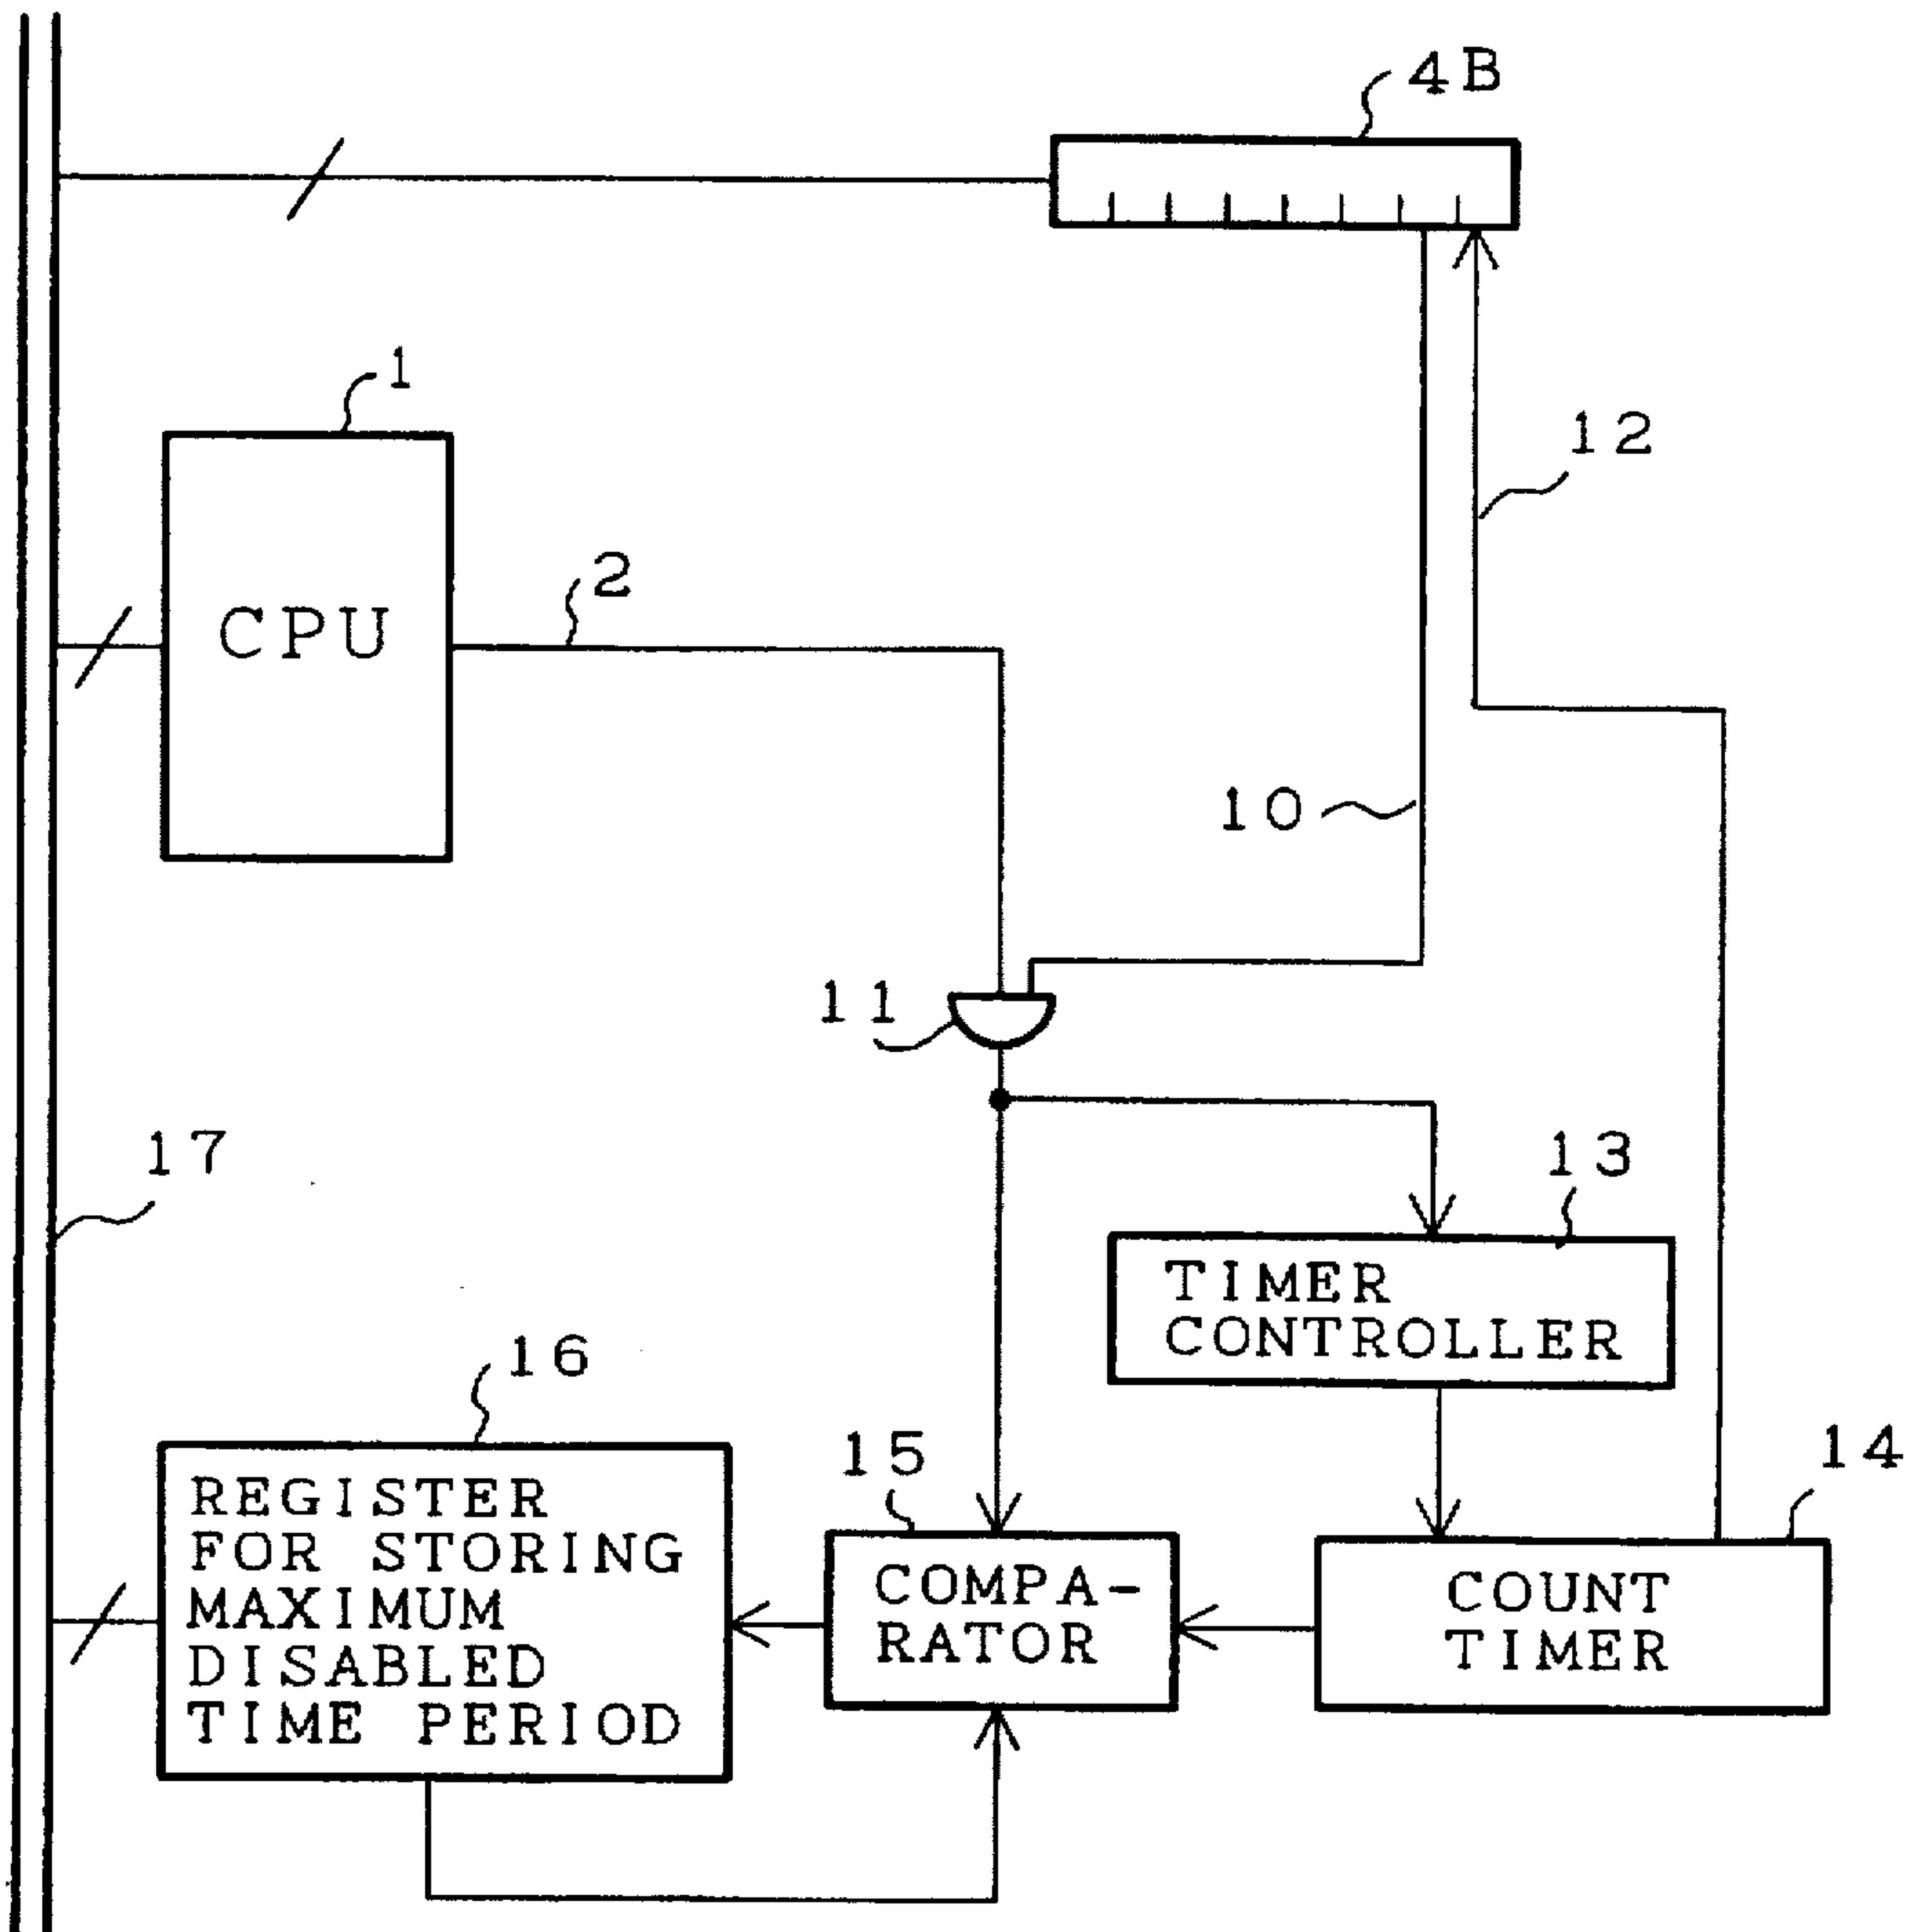 4B
1
12
CPU
2
10
11
17
13
TIMER
CONTROLLER
16
15
14
REGISTER
FOR STORING
MAXIMUM
DISABLED
TIME PERIOD
COMPA-
RATOR
COUNT
TIMER